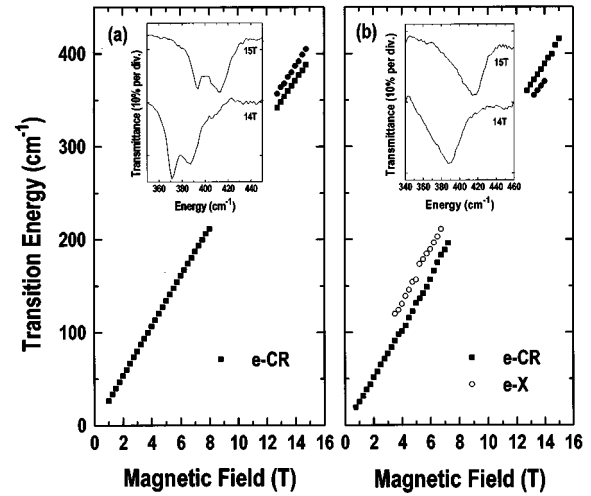 (a)
(b)
Transition Energy (cm-1)
400
300
200
100
0
Transmittance (10% per div.)
15T
14T
360
390
420
Energy (cm-1)
Transmittance (10% per div.)
15T
14T
340
360
380
400
420
440
460
Energy (cm-1)
e-CR
e-CR
e-X
0 2 4 6 8 10 12 14 16
0 2 4 6 8 10 12 14 16
Magnetic Field (T)
Magnetic Field (T)